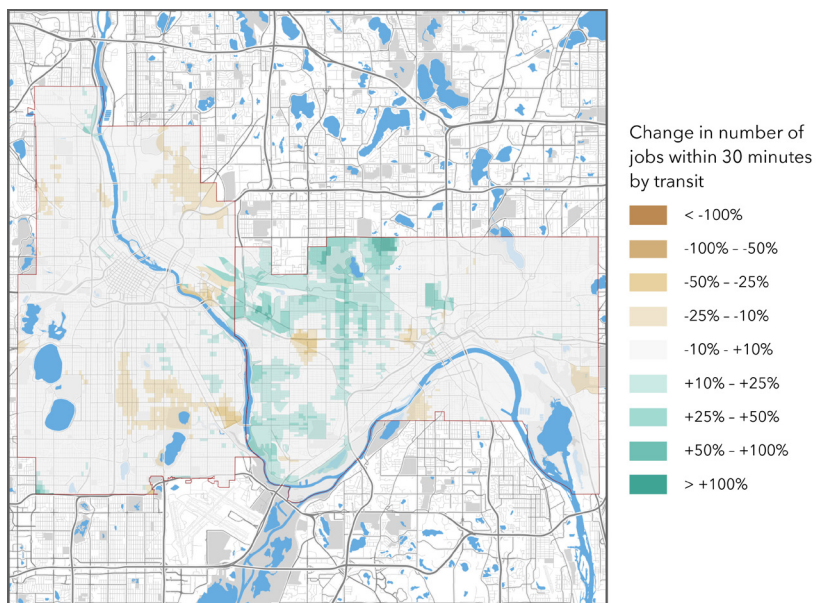 Change in number of
jobs within 30 minutes
by transit
< -100%
-100% – -50%
-50% – -25%
-25% – -10%
-10% - +10%
+10% – +25%
+25% – +50%
+50% – +100%
> +100%